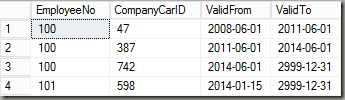 EmployeeNo CompanyCarID ValidFrom ValidTo
1 100 47 2008-06-01 2011-06-01
2 100 387 2011-06-01 2014-06-01
3 100 742 2014-06-01 2999-12-31
4 101 598 2014-01-15 2999-12-31